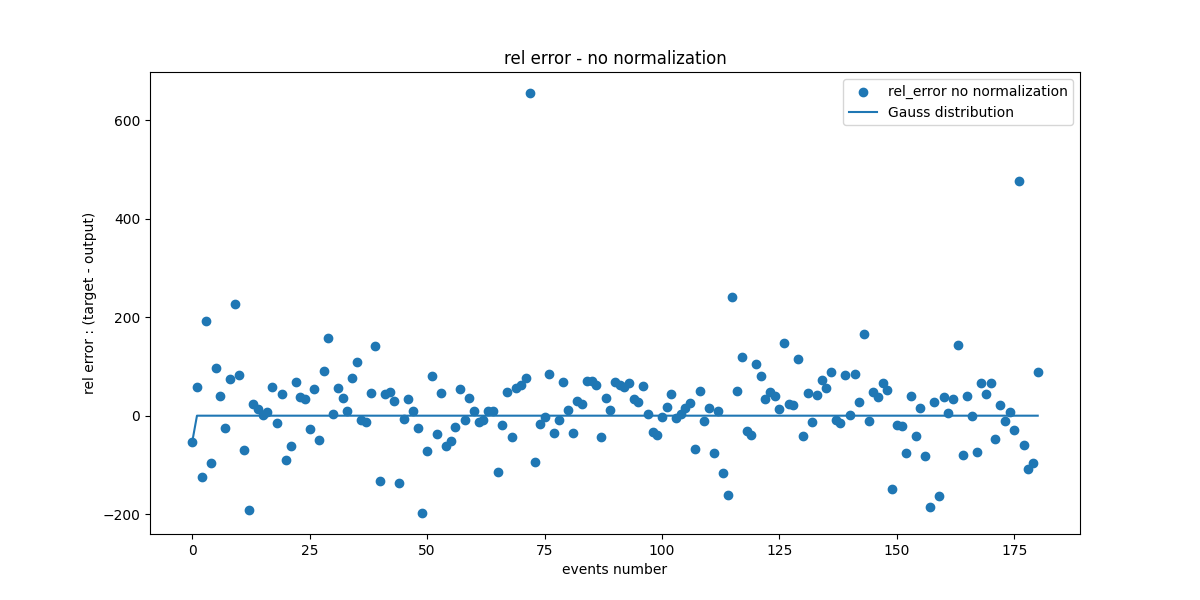 rel error - no normalization
rel_error no normalization
Gauss distribution
rel error : (target - output)
600
400
200
0
−200
0 25 50 75 100 125 150 175
events number